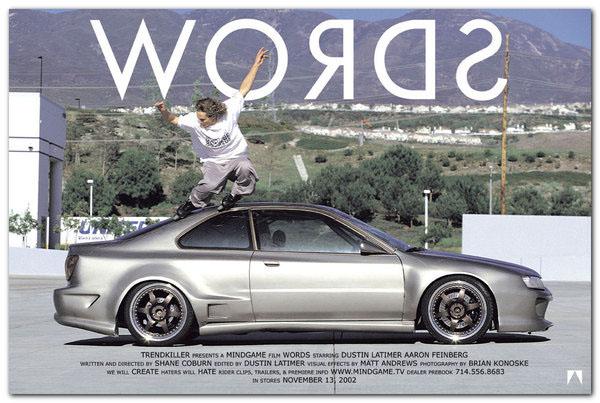 WORDS
TRENDKILLER PRESENTS A MINDGAME FILM WORDS STARRING DUSTIN LATIMER AARON FEINBERG
WRITTEN AND DIRECTED BY SHANE COBURN EDITED BY DUSTIN LATIMER VISUAL EFFECTS BY MATT ANDREWS PHOTOGRAPHY BY BRIAN KONOSKE
WE WILL CREATE HATERS WILL HATE RIDER CLIPS, TRAILERS, & PREMIERE INFO WWW.MINDGAME.TV DEALER PREBOOK 714.556.8683
IN STORES NOVEMBER 13, 2002